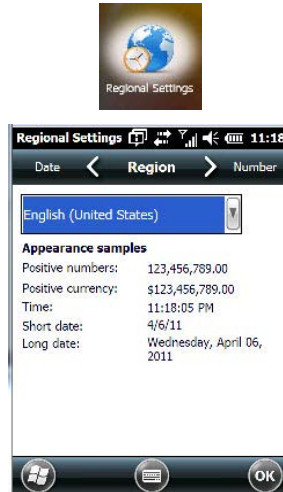 Regional Settings
Regional Settings 11:18
Date Region Number
English (United States)
Appearance samples
Positive numbers: 123,456,789.00
Positive currency: $123,456,789.00
Time: 11:18:05 PM
Short date: 4/6/11
Long date: Wednesday, April 06,
2011
OK